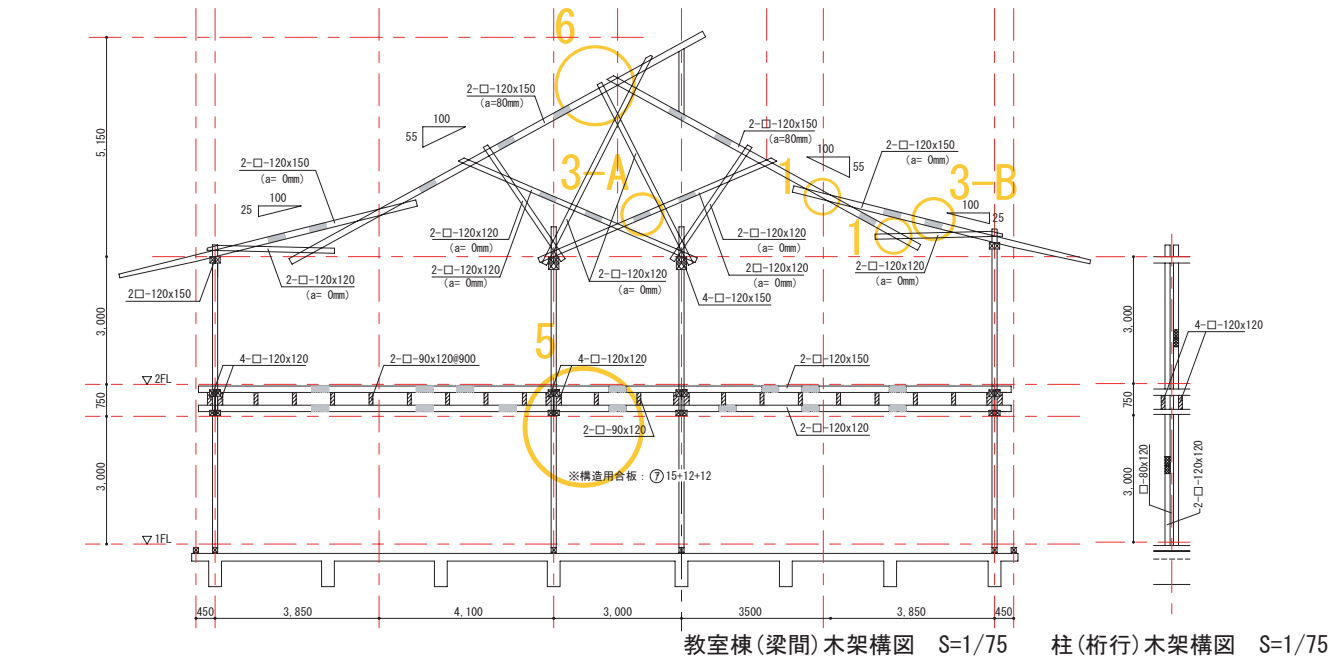 6
2-□-120x150
(a=80mm)
100
55
5,150
2-□-120x150
(a=80mm)
100
55
2-□-120x150
(a= 0mm)
2-□-120x150
(a= 0mm)
3-A
1
3-B
100
25
100
25
1
2-□-120x120
(a= 0mm)
2-□-120x120
(a= 0mm)
2-□-120x120
(a= 0mm)
2-□-120x120
(a= 0mm)
2□-120x120
(a= 0mm)
2-□-120x120
(a= 0mm)
2-□-120x120
(a= 0mm)
2□-120x150
4-□-120x150
3,000
3,000
4-□-120x120
5
4-□-120x120
2-□-90x120@900
4-□-120x120
2-□-120x150
▽2FL
750
750
2-□-90x120
2-□-120x120
※構造用合板：⑦15+12+12
3,000
3,000
□-80x120
2-□-120x120
▽1FL
450
3,850
4,100
3,000
3500
3,850
450
教室棟(梁間)木架構図 S=1/75
柱(桁行)木架構図 S=1/75